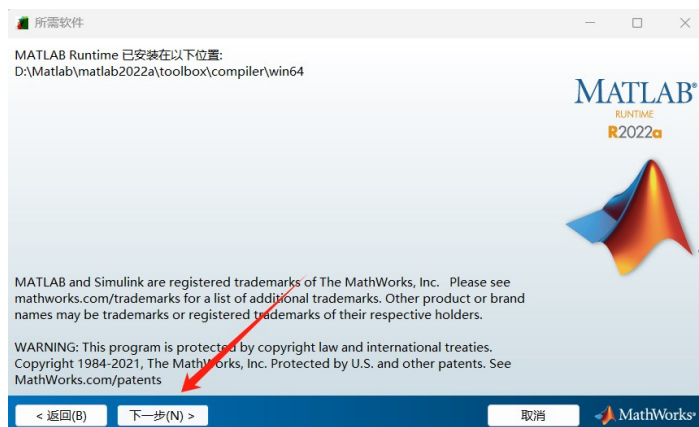 所需软件
MATLAB Runtime 已安装在以下位置:
D:\Matlab\matlab2022a\toolbox\compiler\win64
MATLAB®
RUNTIME
R2022a
MATLAB and Simulink are registered trademarks of The MathWorks, Inc.   Please see
mathworks.com/trademarks for a list of additional trademarks. Other product or brand
names may be trademarks or registered trademarks of their respective holders.
WARNING: This program is protected by copyright law and international treaties.
Copyright 1984-2021, The MathWorks, Inc. Protected by U.S. and other patents. See
MathWorks.com/patents
< 返回(B) 下一步(N) > 取消 MathWorks®